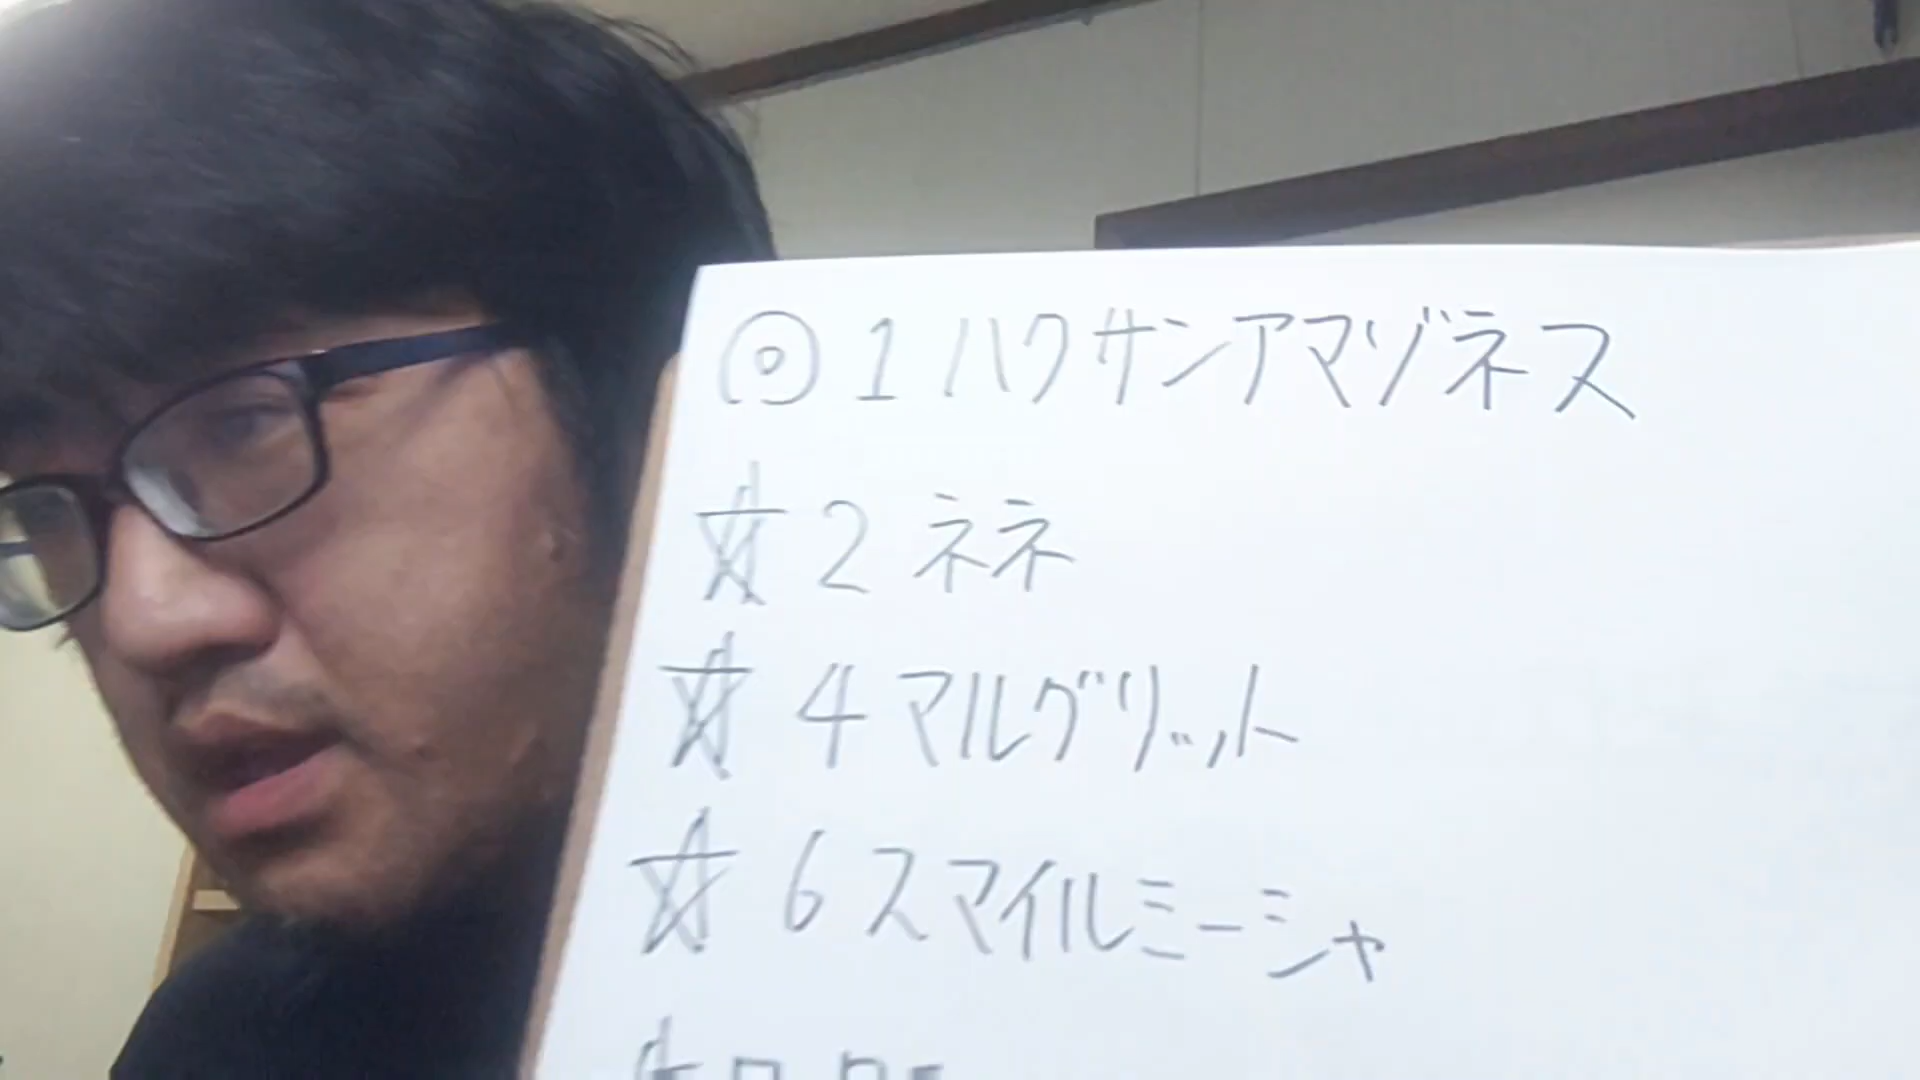 ◎1ハクサンアマゾネス
☆2ネネ
☆4マルグリット
☆6スマイルミーシャ